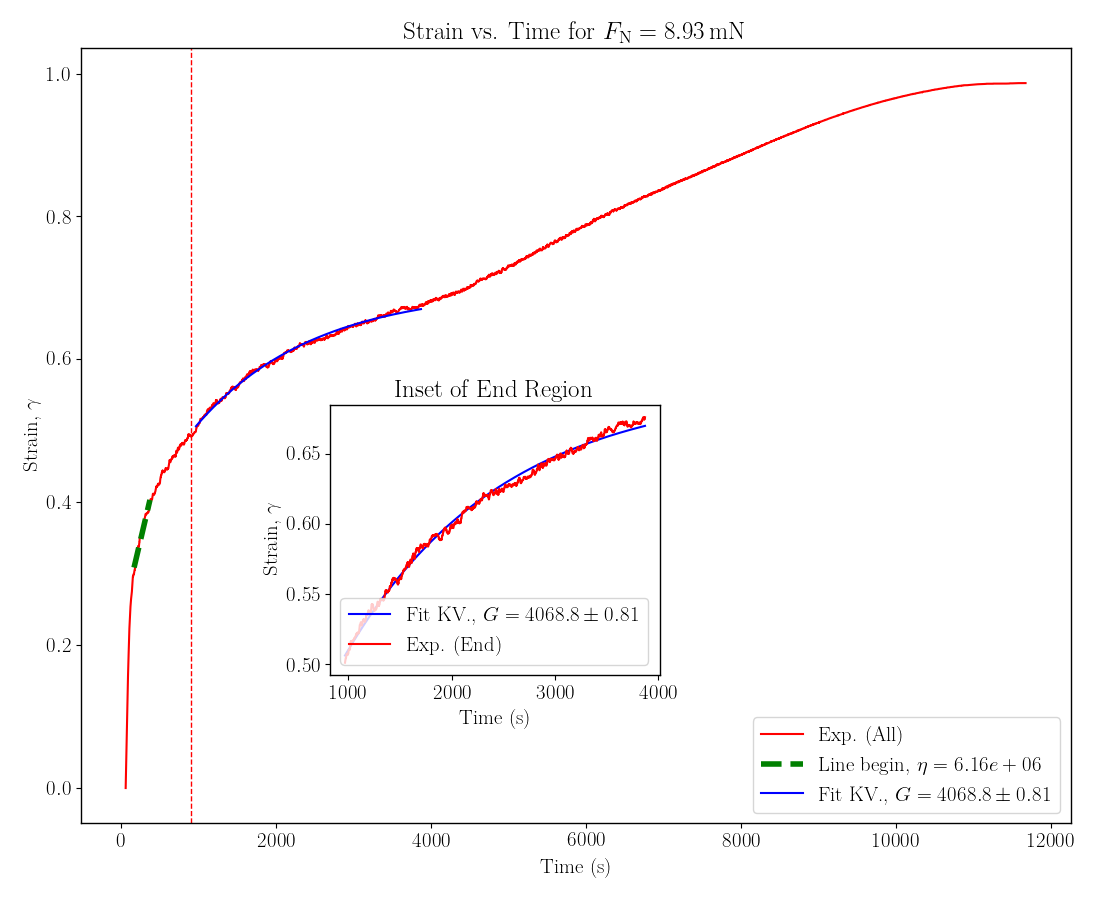 Strain vs. Time for F_N = 8.93 mN
1.0
0.8
0.6
0.4
0.2
0.0
Strain, γ
Inset of End Region
0.65
0.60
0.55
0.50
Strain, γ
Fit KV., G = 4068.8 ± 0.81
Exp. (End)
1000 2000 3000 4000
Time (s)
Exp. (All)
Line begin, η = 6.16e + 06
Fit KV., G = 4068.8 ± 0.81
0 2000 4000 6000 8000 10000 12000
Time (s)